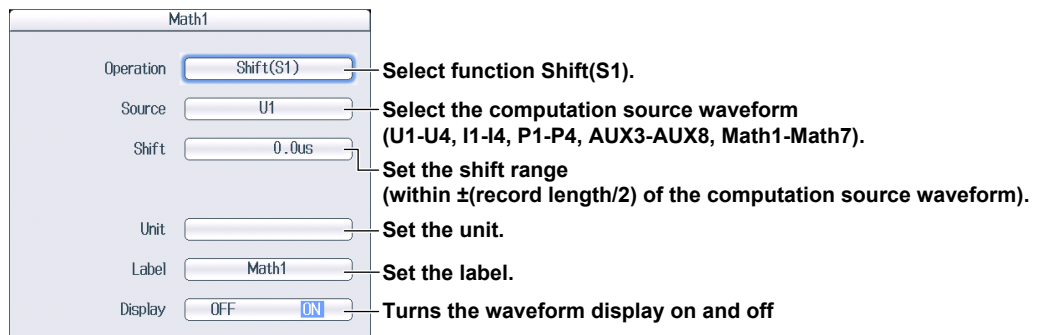 Math1
Operation Shift(S1) Select function Shift(S1).
Source U1 Select the computation source waveform
(U1-U4, I1-I4, P1-P4, AUX3-AUX8, Math1-Math7).
Shift 0.0us
Set the shift range
(within ±(record length/2) of the computation source waveform).
Unit Set the unit.
Label Math1 Set the label.
Display OFF ON Turns the waveform display on and off